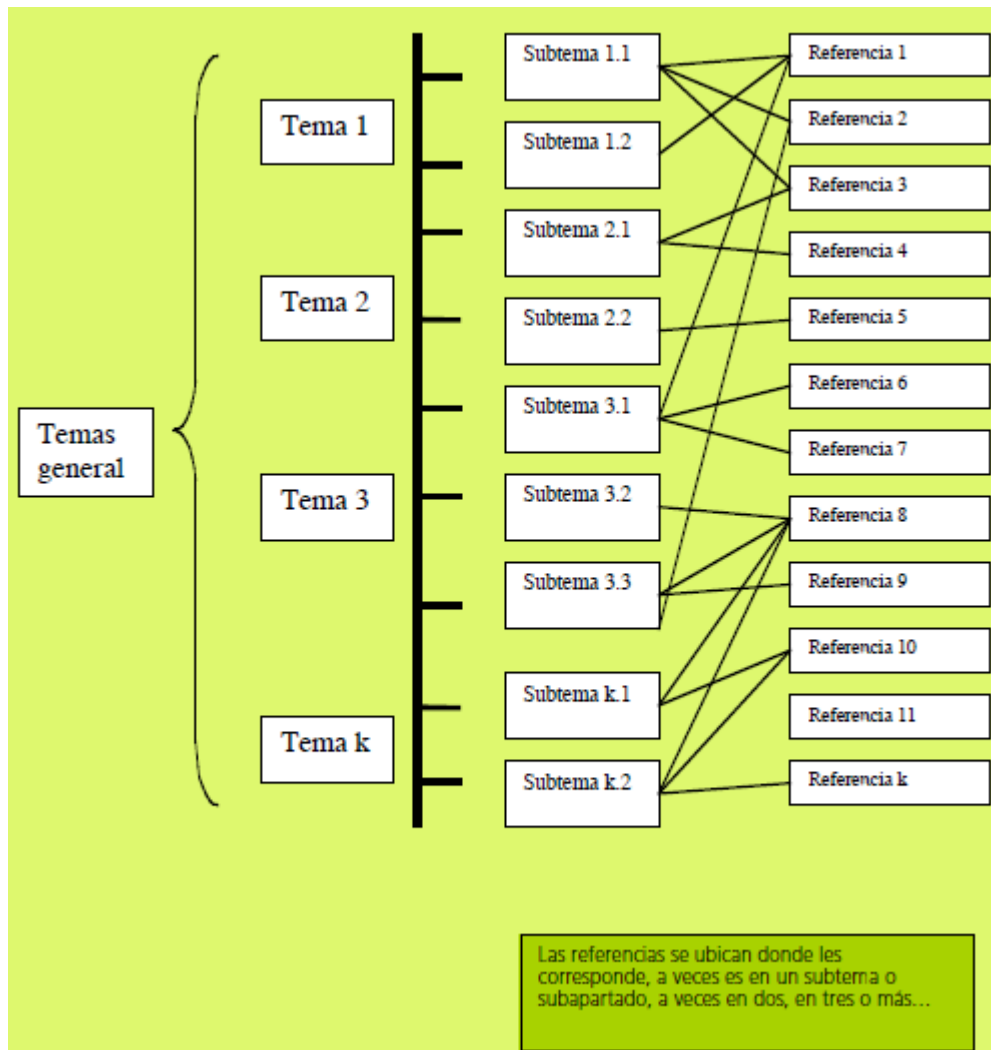 Temas
general
Tema 1
Tema 2
Tema 3
Tema k
Subtema 1.1
Subtema 1.2
Subtema 2.1
Subtema 2.2
Subtema 3.1
Subtema 3.2
Subtema 3.3
Subtema k.1
Subtema k.2
Referencia 1
Referencia 2
Referencia 3
Referencia 4
Referencia 5
Referencia 6
Referencia 7
Referencia 8
Referencia 9
Referencia 10
Referencia 11
Referencia k
Las referencias se ubican donde les
corresponde, a veces es en un subtema o
subapartado, a veces en dos, en tres o más...